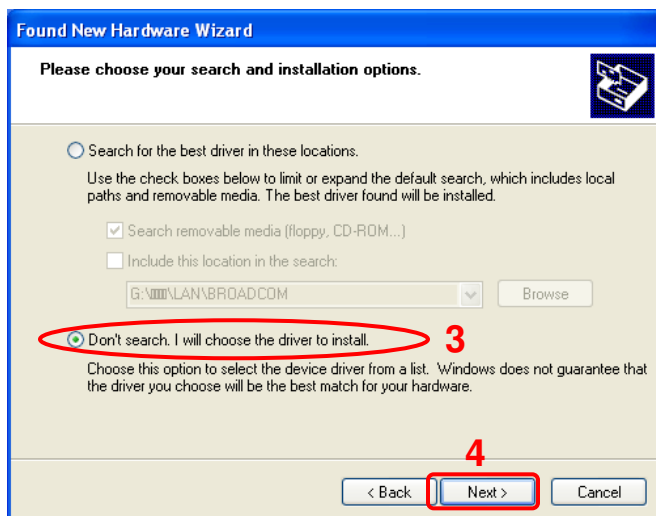 Found New Hardware Wizard
Please choose your search and installation options.
Search for the best driver in these locations.
Use the check boxes below to limit or expand the default search, which includes local
paths and removable media. The best driver found will be installed.
Search removable media (floppy, CD-ROM...)
Include this location in the search:
G:\\LAN\BROADCOM
Browse
Don't search. I will choose the driver to install.
3
Choose this option to select the device driver from a list. Windows does not guarantee that
the driver you choose will be the best match for your hardware.
4
< Back
Next >
Cancel